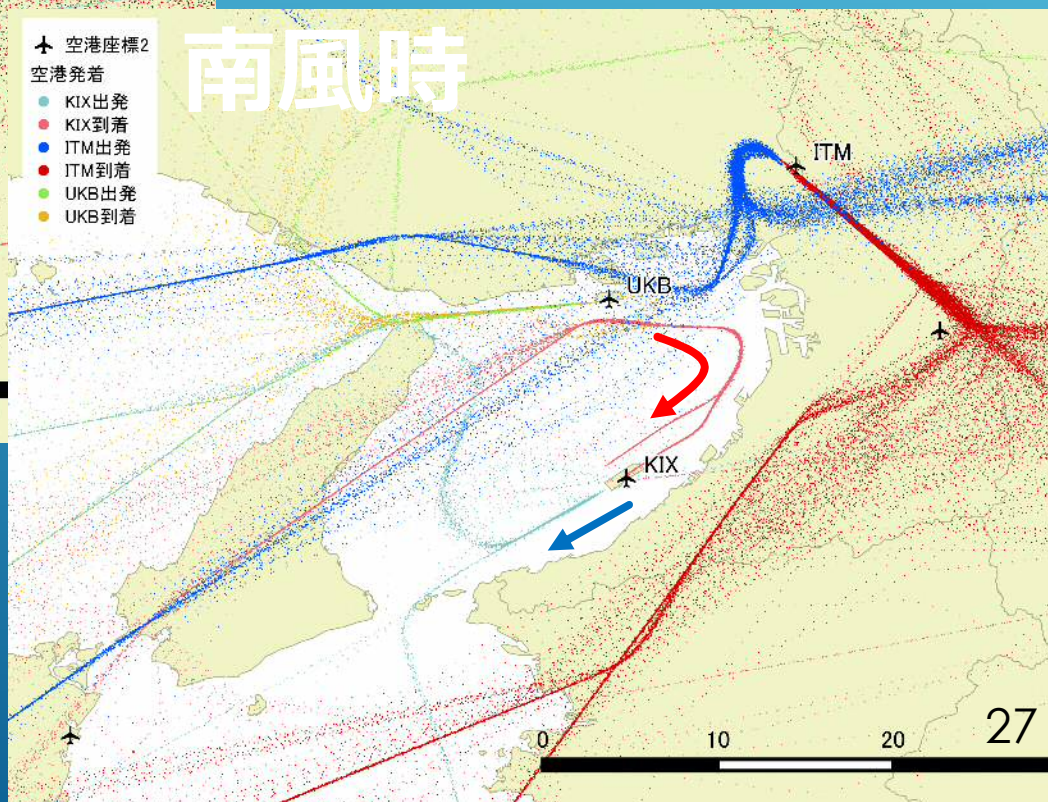 南風時
空港座標2
空港発着
KIX出発
KIX到着
ITM出発
ITM到着
UKB出発
UKB到着
ITM
UKB
KIX
0 10 20
27